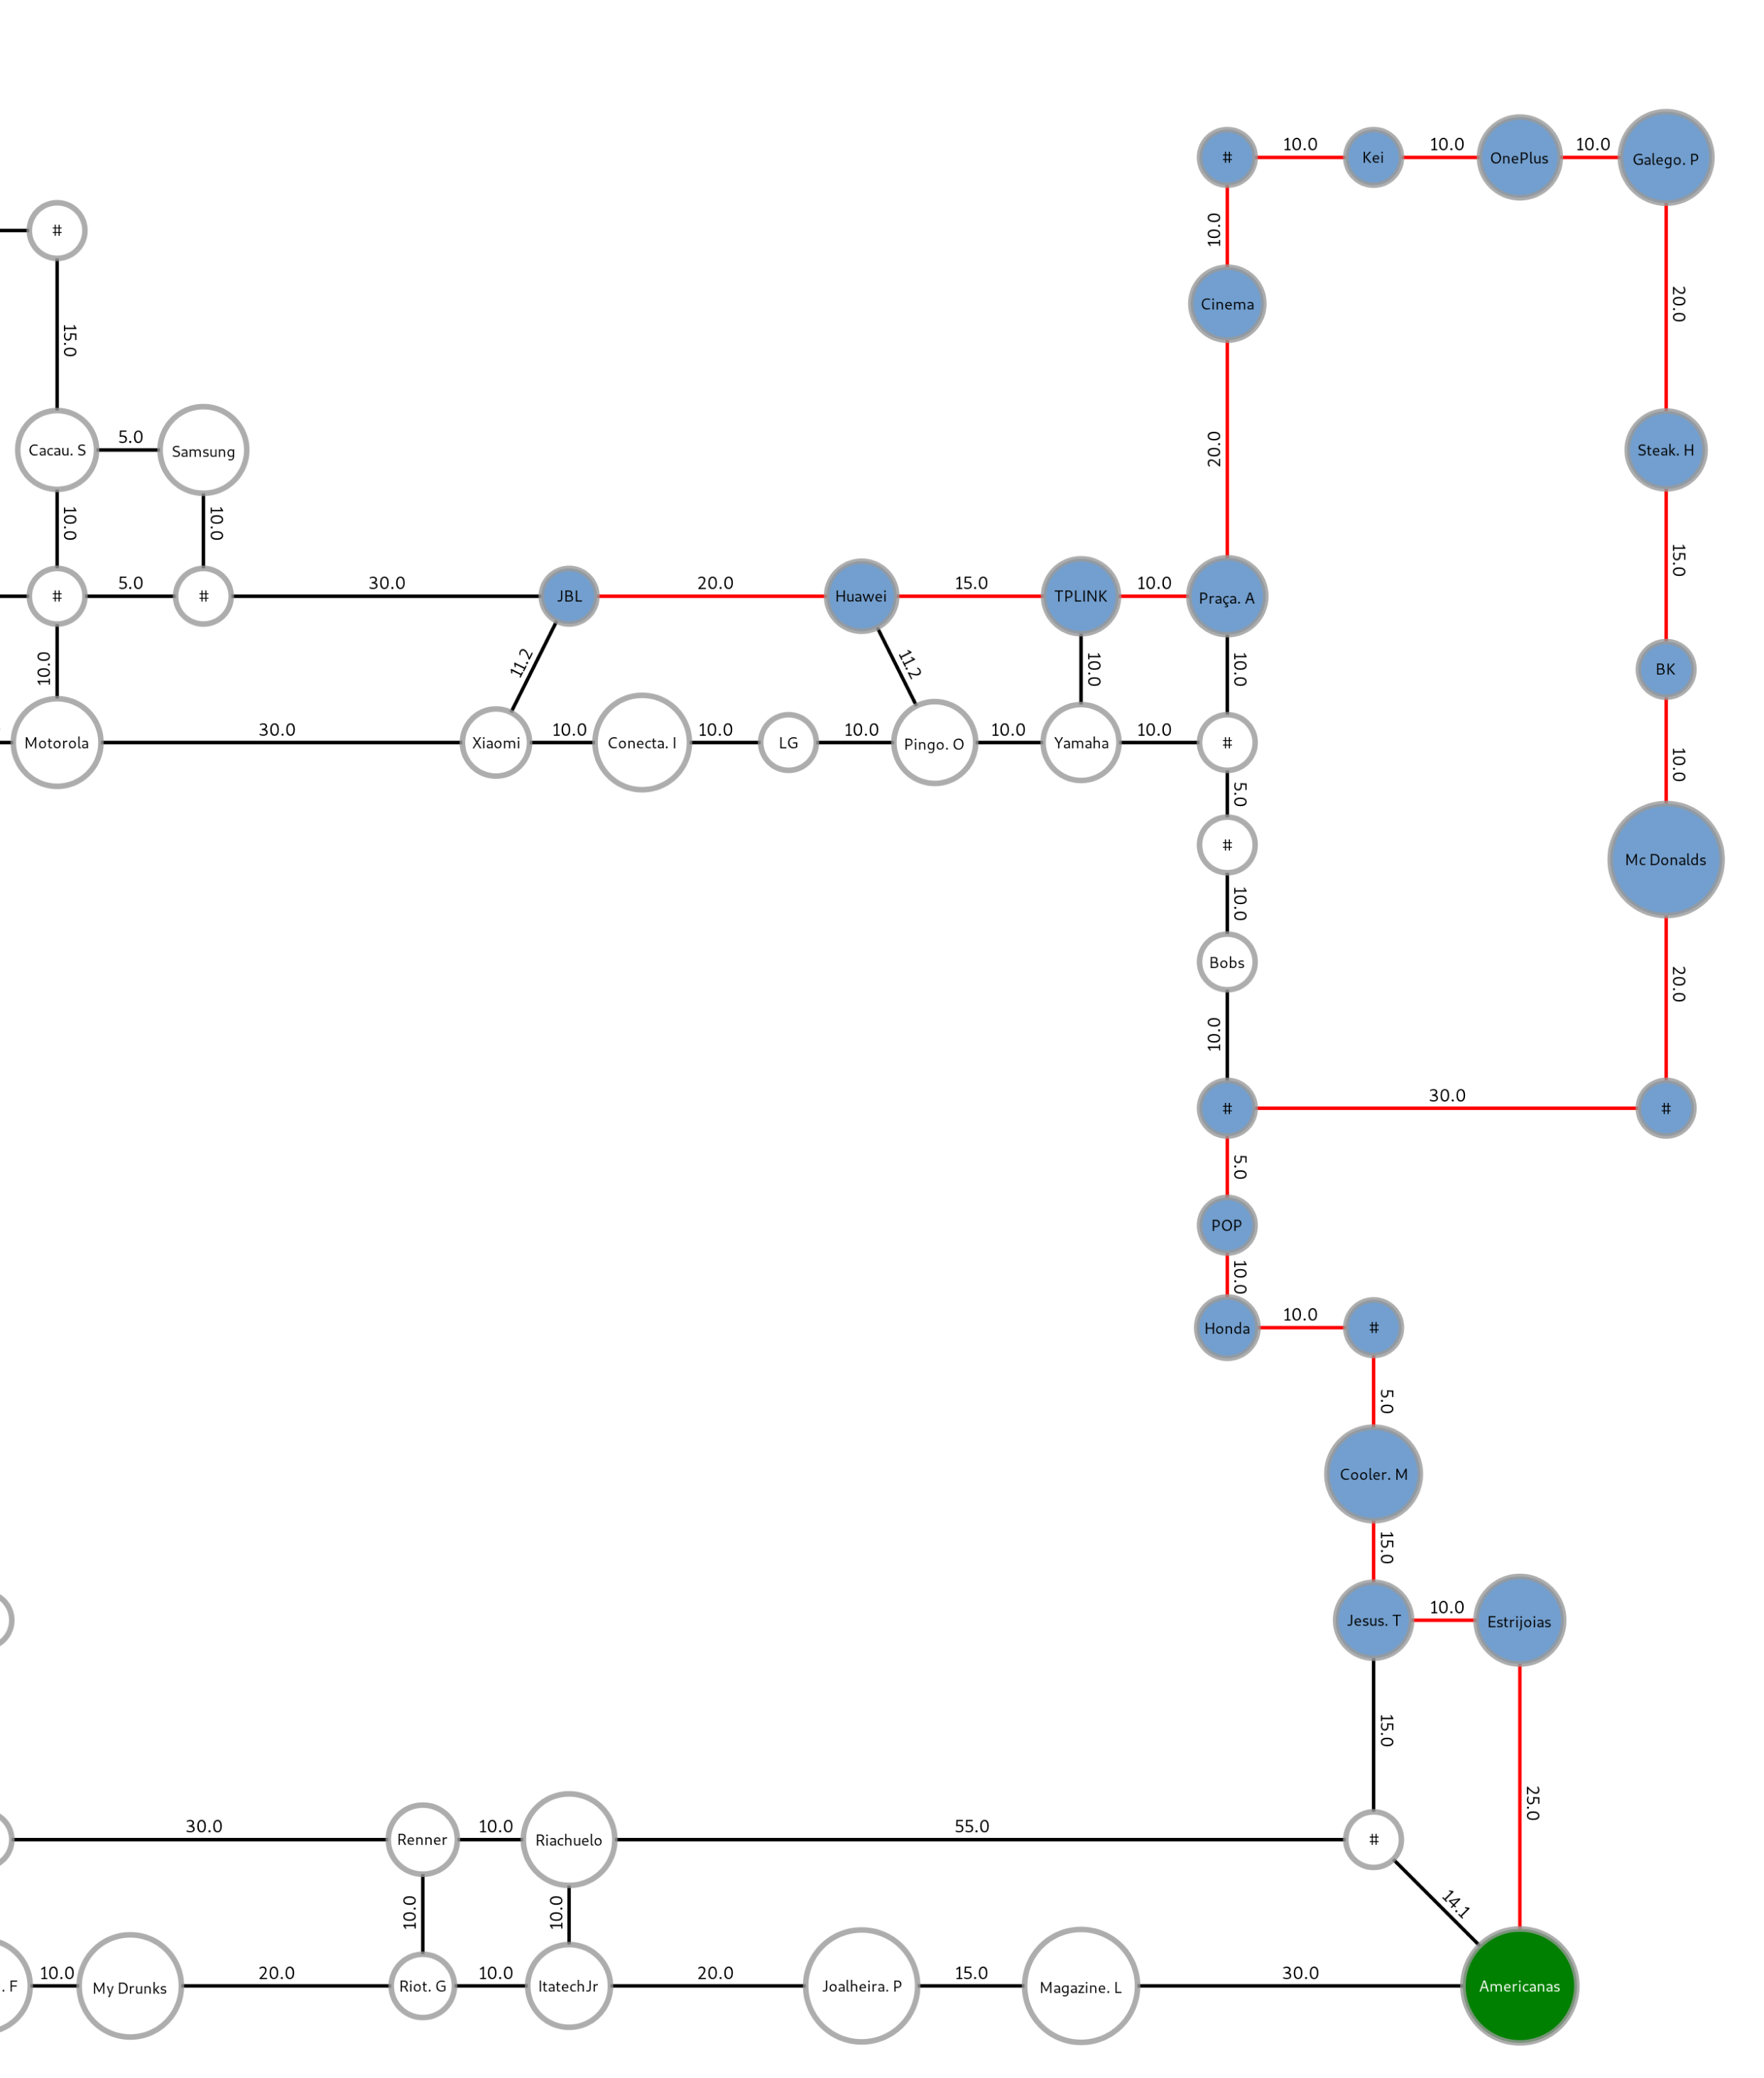 10.0
10.0
10.0
#
Kei
OnePlus
Galego. P
#
10.0
20.0
Cinema
15.0
5.0
20.0
Cacau. S
Samsung
Steak. H
10.0
10.0
15.0
5.0
30.0
20.0
15.0
10.0
#
#
JBL
Huawei
TPLINK
Praça. A
10.0
11.2
11.2
10.0
10.0
BK
30.0
10.0
10.0
10.0
10.0
10.0
Motorola
Xiaomi
Conecta. I
LG
Pingo. O
Yamaha
#
10.0
5.0
#
Mc Donalds
10.0
Bobs
20.0
10.0
30.0
#
#
5.0
POP
10.0
10.0
Honda
#
5.0
Cooler. M
15.0
10.0
Jesus. T
Estrijoias
15.0
25.0
30.0
10.0
55.0
Renner
Riachuelo
#
10.0
10.0
14.1
10.0
20.0
10.0
20.0
15.0
30.0
. F
My Drunks
Riot. G
ItatechJr
Joalheira. P
Magazine. L
Americanas